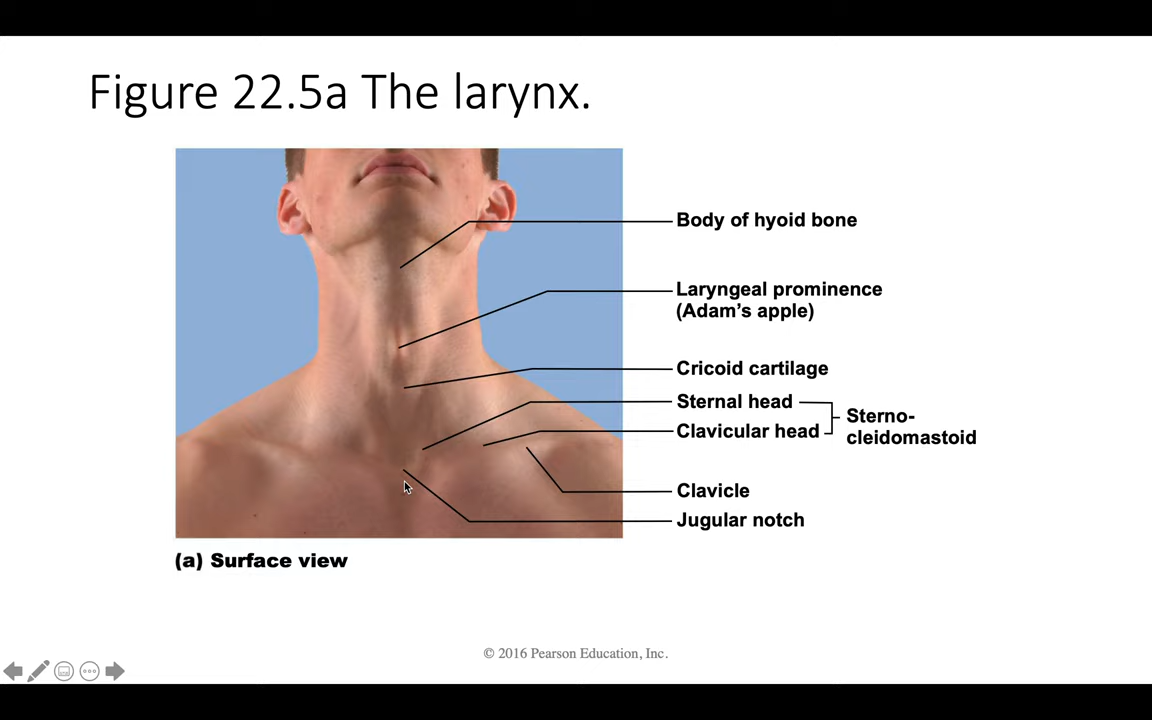 Figure 22.5a The larynx.
Body of hyoid bone
Laryngeal prominence
(Adam’s apple)
Cricoid cartilage
Sternal head
Clavicular head
Sterno-
cleidomastoid
Clavicle
Jugular notch
(a) Surface view
© 2016 Pearson Education, Inc.